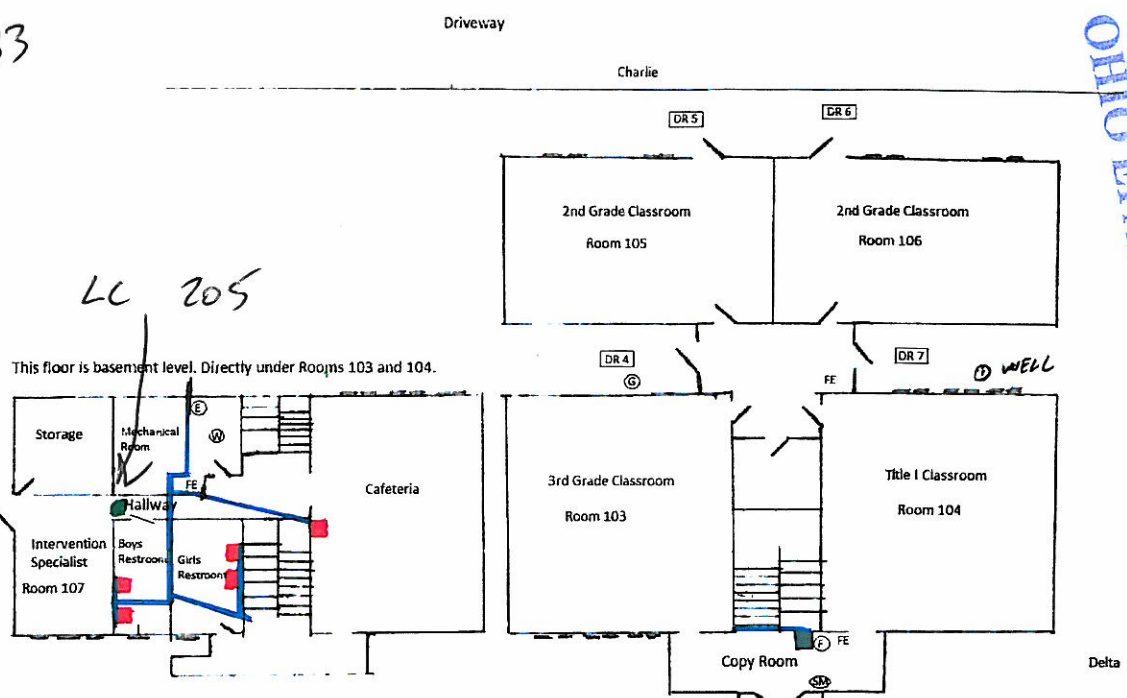 Driveway
Charlie
DR 5
DR 6
2nd Grade Classroom
Room 105
2nd Grade Classroom
Room 106
LC 205
This floor is basement level. Directly under Rooms 103 and 104.
DR 4
G
FE
DR 7
WELL
Storage
Mechanical
Room
E
W
FE
Hallway
Cafeteria
Intervention
Specialist
Room 107
Boys
Restroom
Girls
Restroom
3rd Grade Classroom
Room 103
Title I Classroom
Room 104
F
FE
Copy Room
SM
Delta
OHIO